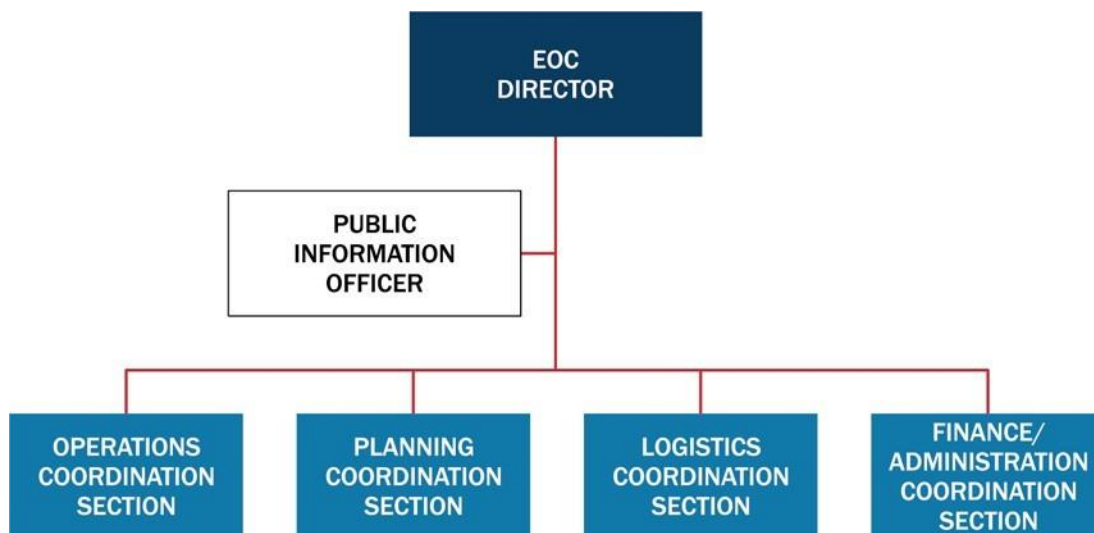 EOC
DIRECTOR
PUBLIC
INFORMATION
OFFICER
OPERATIONS
COORDINATION
SECTION
PLANNING
COORDINATION
SECTION
LOGISTICS
COORDINATION
SECTION
FINANCE/
ADMINISTRATION
COORDINATION
SECTION